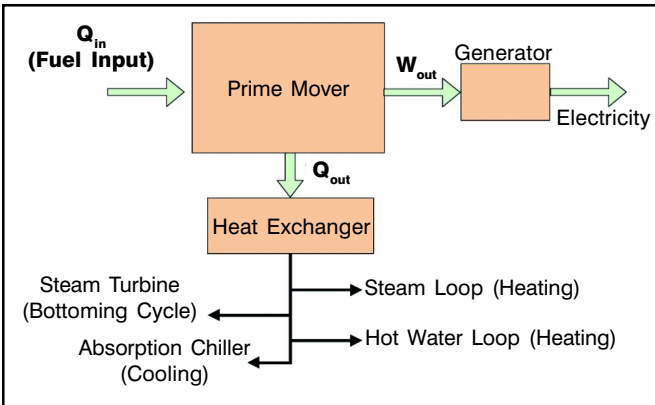 Q_in
(Fuel Input)
Prime Mover
W_out
Generator
Electricity
Q_out
Heat Exchanger
Steam Turbine
(Bottoming Cycle)
Steam Loop (Heating)
Absorption Chiller
(Cooling)
Hot Water Loop (Heating)